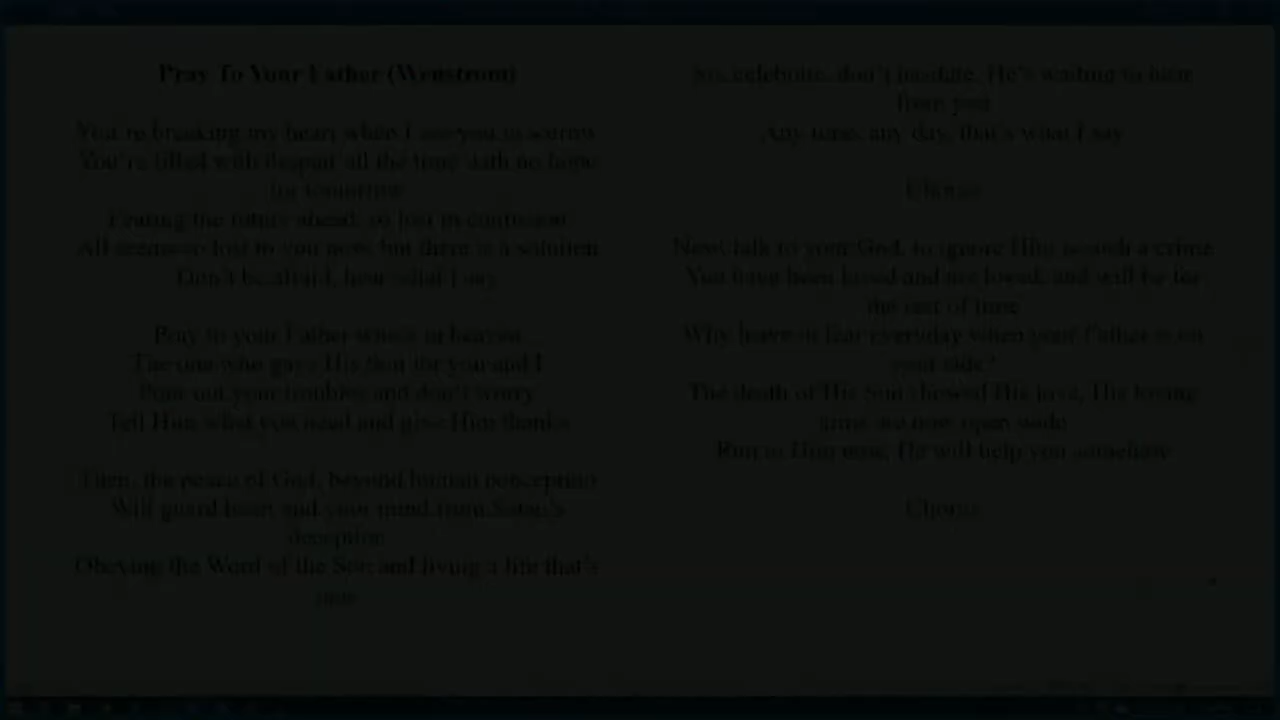 Pray To Your Father (Wenstrom)
You're breaking my heart when I see you in sorrow
You're filled with despair all the time with no hope
for tomorrow
Fearing the future ahead, so lost in confusion
All seems so lost to you now but there is a solution
Don't be afraid, hear what I say
Pray to your Father who's in heaven
The one who gave His Son for you and I
Pour out your troubles and don't worry
Tell Him what you need and give Him thanks
Then, the peace of God, beyond human conception
Will guard heart and your mind from Satan's
deception
Obeying the Word of the Son and living a life that's
So, celebrate, don't hesitate, He's waiting to hear
from you
Any time, any day, that's what I say
Chorus
Now, talk to your God, to ignore Him is such a crime
You have been loved and are loved, and will be for
the rest of time
Why leave in fear everyday when your Father is on
your side?
The death of His Son showed His love, His loving
arms are now open wide
Run to Him now, He will help you somehow
Chorus